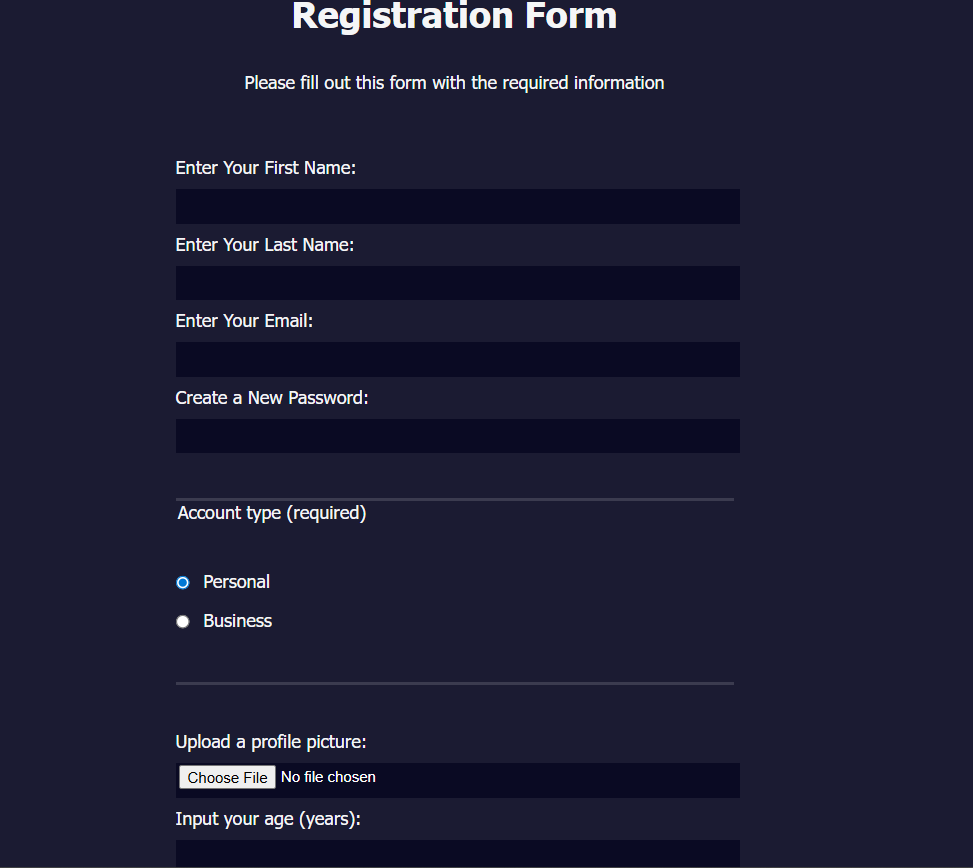 Registration Form
Please fill out this form with the required information
Enter Your First Name:
Enter Your Last Name:
Enter Your Email:
Create a New Password:
Account type (required)
Personal
Business
Upload a profile picture:
Choose File No file chosen
Input your age (years):